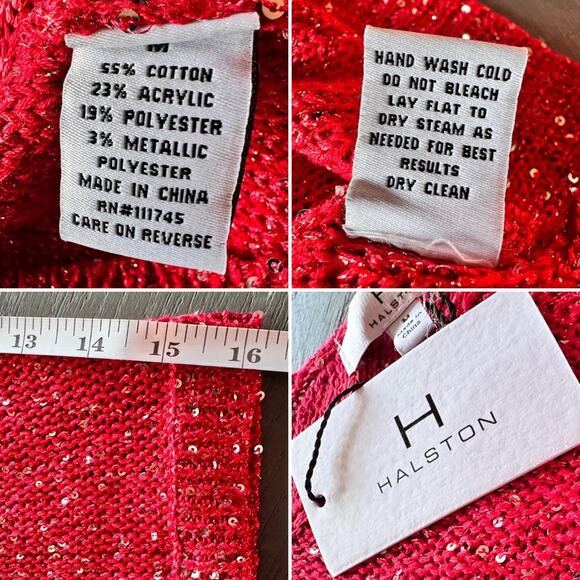 M
55% COTTON
23% ACRYLIC
19% POLYESTER
3% METALLIC
POLYESTER
MADE IN CHINA
RN#111745
CARE ON REVERSE
HAND WASH COLD
DO NOT BLEACH
LAY FLAT TO
DRY STEAM AS
NEEDED FOR BEST
RESULTS
DRY CLEAN
13 14 15 16
H
HALSTON
M
Made in
China
H
HALSTON